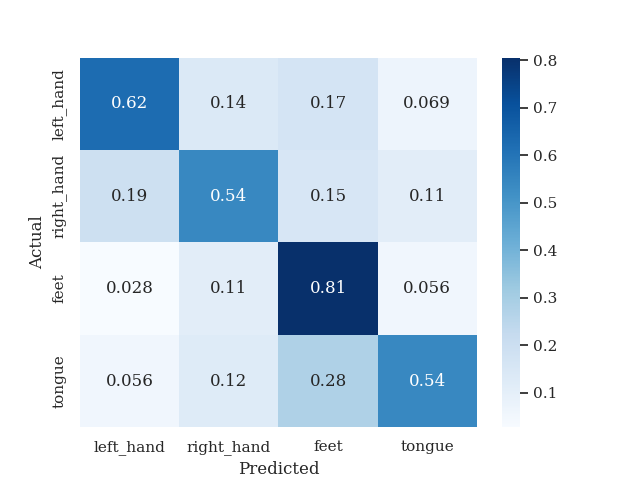 left_hand 0.62 0.14 0.17 0.069
right_hand 0.19 0.54 0.15 0.11
feet 0.028 0.11 0.81 0.056
tongue 0.056 0.12 0.28 0.54
left_hand right_hand feet tongue
Predicted
Actual
0.8
0.7
0.6
0.5
0.4
0.3
0.2
0.1